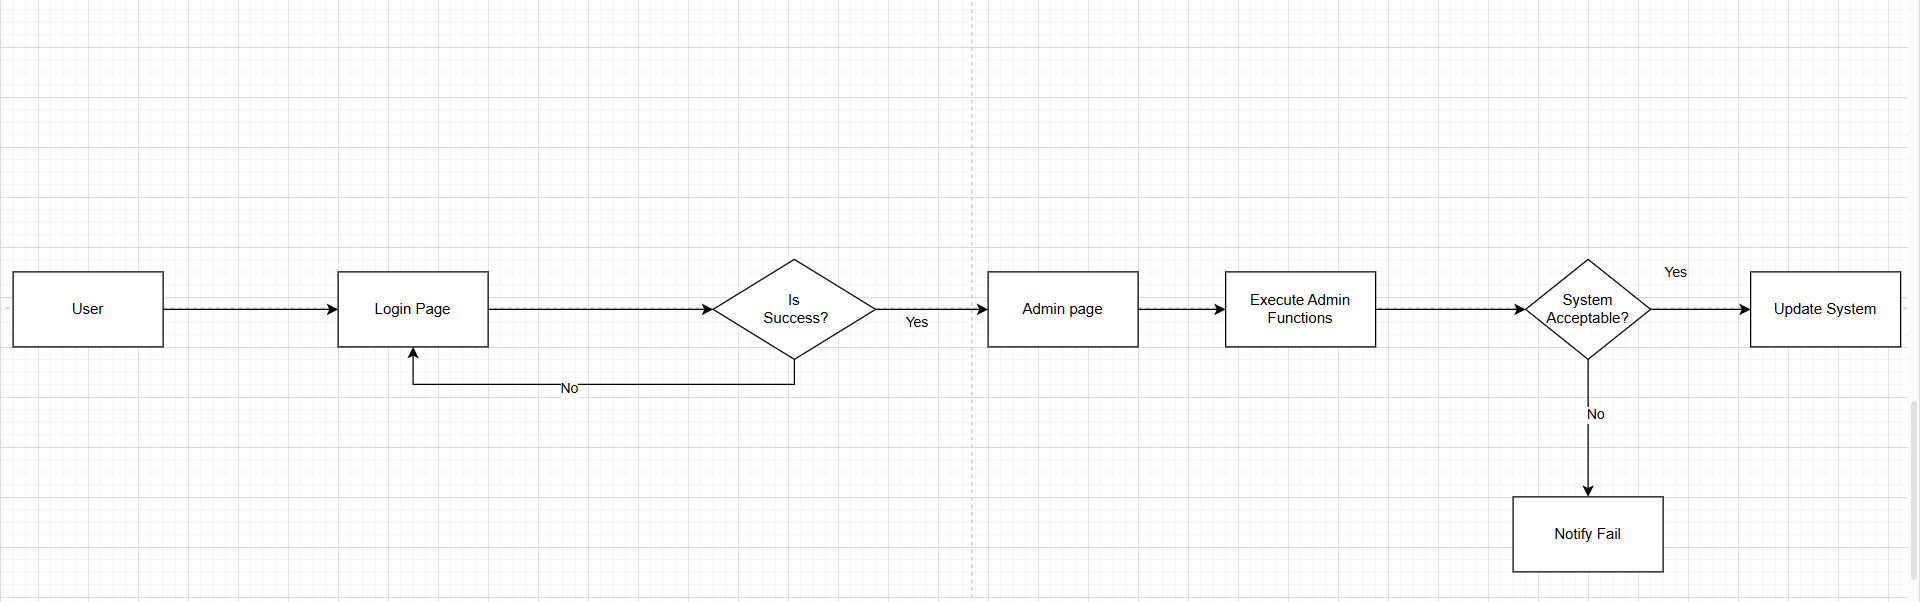 User
Login Page
Is
Success?
Yes
No
Admin page
Execute Admin
Functions
System
Acceptable?
Yes
No
Update System
Notify Fail